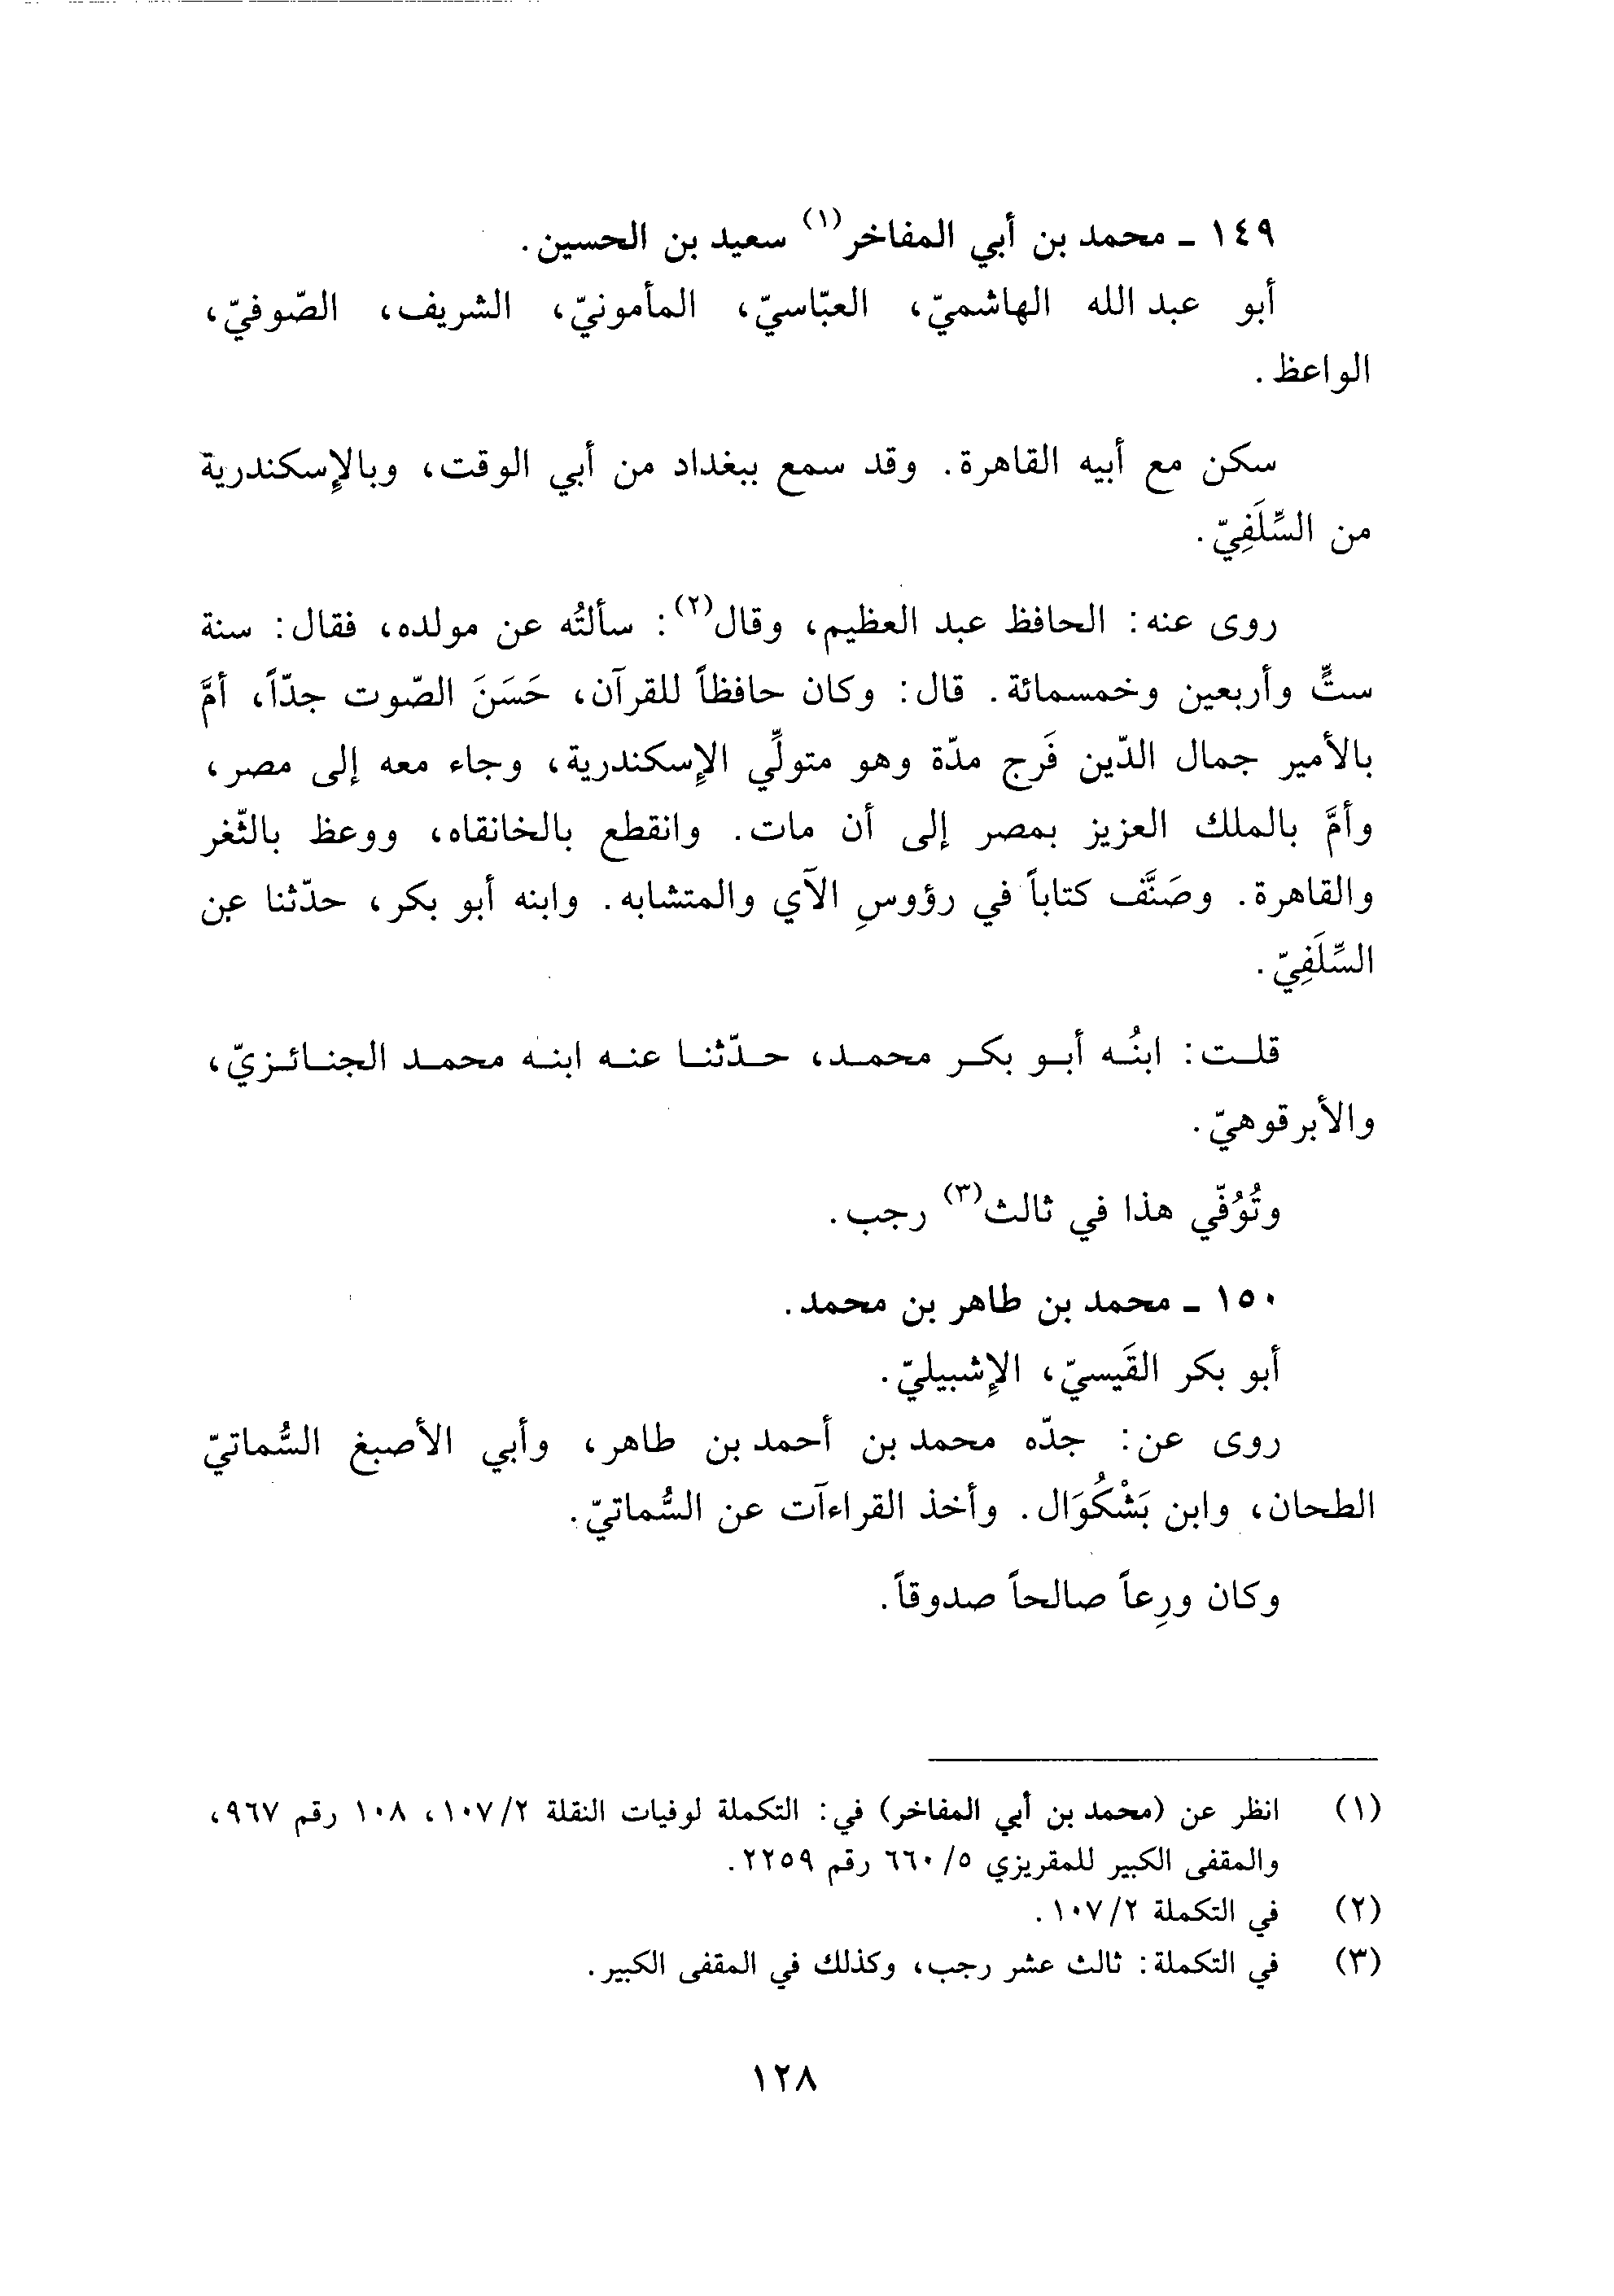 ١٤٩ ـ محمد بن أبي المفاخر(١) سعيد بن الحسين.
أبو عبد الله الهاشميّ، العبّاسيّ، المأمونيّ، الشريف، الصّوفيّ،
الواعظ.
سكن مع أبيه القاهرة. وقد سمع ببغداد من أبي الوقت، وبالإسكندرية
من السِّلَفِيّ.
روى عنه: الحافظ عبد العظيم، وقال(٢): سألتُه عن مولده، فقال: سنة
ستٍّ وأربعين وخمسمائة. قال: وكان حافظاً للقرآن، حَسَنَ الصّوت جدّاً، أمَّ
بالأمير جمال الدّين فَرج مدّة وهو متولِّي الإسكندرية، وجاء معه إلى مصر،
وأمَّ بالملك العزيز بمصر إلى أن مات. وانقطع بالخانقاه، ووعظ بالثّغر
والقاهرة. وصَنَّف كتاباً في رؤوسِ الآي والمتشابه. وابنه أبو بكر، حدّثنا عن
السِّلَفِيّ.
قلت: ابنُه أبو بكر محمد، حدّثنا عنه ابنه محمد الجنائزيّ،
والأبرقوهيّ.
وتُوُفّي هذا في ثالث(٣) رجب.
١٥٠ ـ محمد بن طاهر بن محمد.
أبو بكر القَيسيّ، الإشبيليّ.
روى عن: جدّه محمد بن أحمد بن طاهر، وأبي الأصبغ السُّماتيّ
الطحان، وابن بَشْكُوَال. وأخذ القراءآت عن السُّماتيّ.
وكان ورِعاً صالحاً صدوقاً.
(١) انظر عن (محمد بن أبي المفاخر) في: التكملة لوفيات النقلة ١٠٧/٢، ١٠٨ رقم ٩٦٧،
والمقفى الكبير للمقريزي ٦٦٠/٥ رقم ٢٢٥٩.
(٢) في التكملة ١٠٧/٢.
(٣) في التكملة: ثالث عشر رجب، وكذلك في المقفى الكبير.
١٢٨